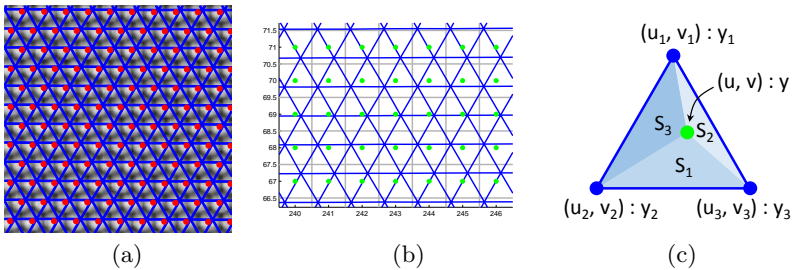 71.5
71
70.5
70
69.5
69
68.5
68
67.5
67
66.5
240 241 242 243 244 245 246
(u₁, v₁) : y₁
(u, v) : y
S₃ S₂
S₁
(u₂, v₂) : y₂ (u₃, v₃) : y₃
(a) (b) (c)